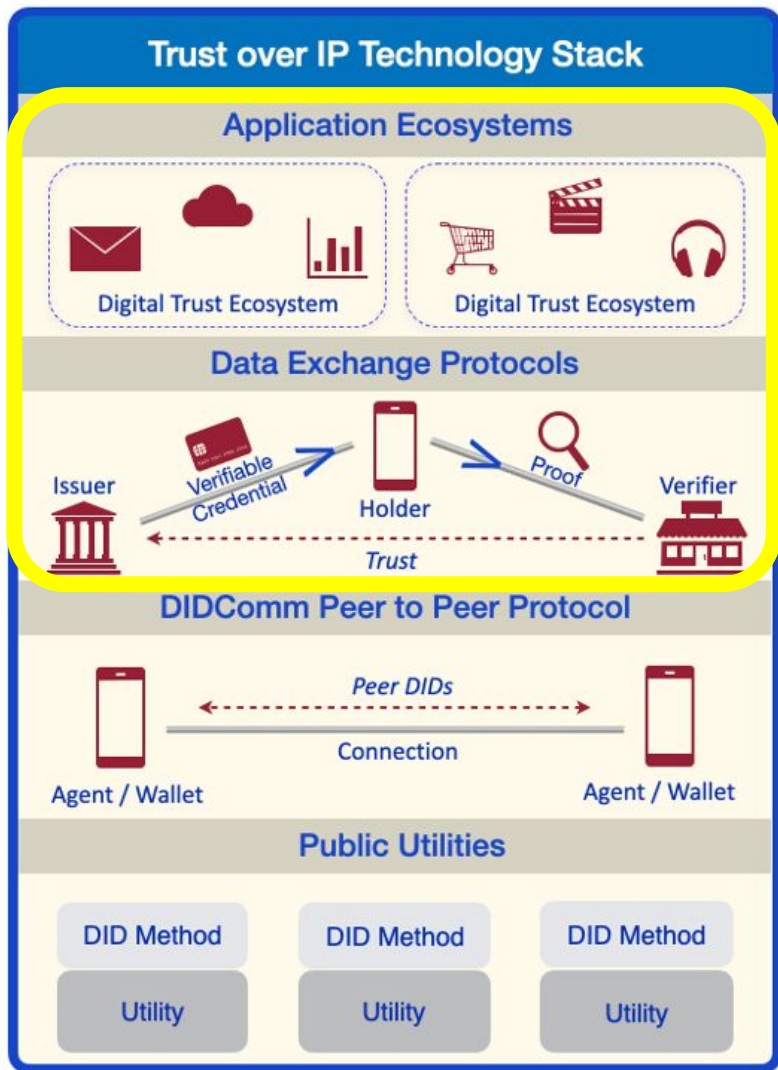 Trust over IP Technology Stack
Application Ecosystems
Digital Trust Ecosystem
Digital Trust Ecosystem
Data Exchange Protocols
Issuer
Verifiable
Credential
Holder
Proof
Verifier
Trust
DIDComm Peer to Peer Protocol
Peer DIDs
Connection
Agent / Wallet
Agent / Wallet
Public Utilities
DID Method
DID Method
DID Method
Utility
Utility
Utility